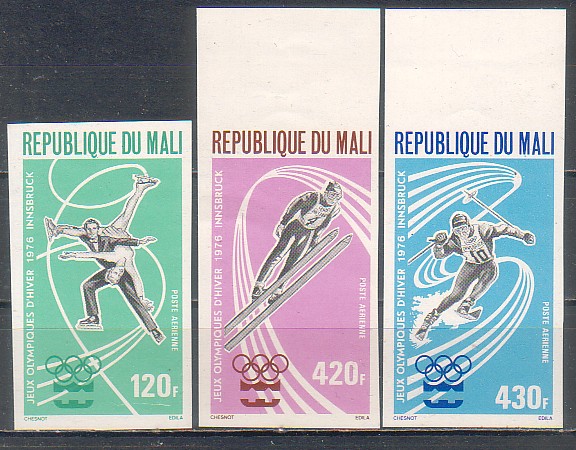 REPUBLIQUE DU MALI
JEUX OLYMPIQUES D'HIVER 1976 INNSBRUCK
POSTE AERIENNE
120F
CHESNOT
EDILA
REPUBLIQUE DU MALI
JEUX OLYMPIQUES D'HIVER 1976 INNSBRUCK
POSTE AERIENNE
420F
CHESNOT
EDILA
REPUBLIQUE DU MALI
JEUX OLYMPIQUES D'HIVER 1976 INNSBRUCK
10
POSTE AERIENNE
430F
CHESNOT
EDILA